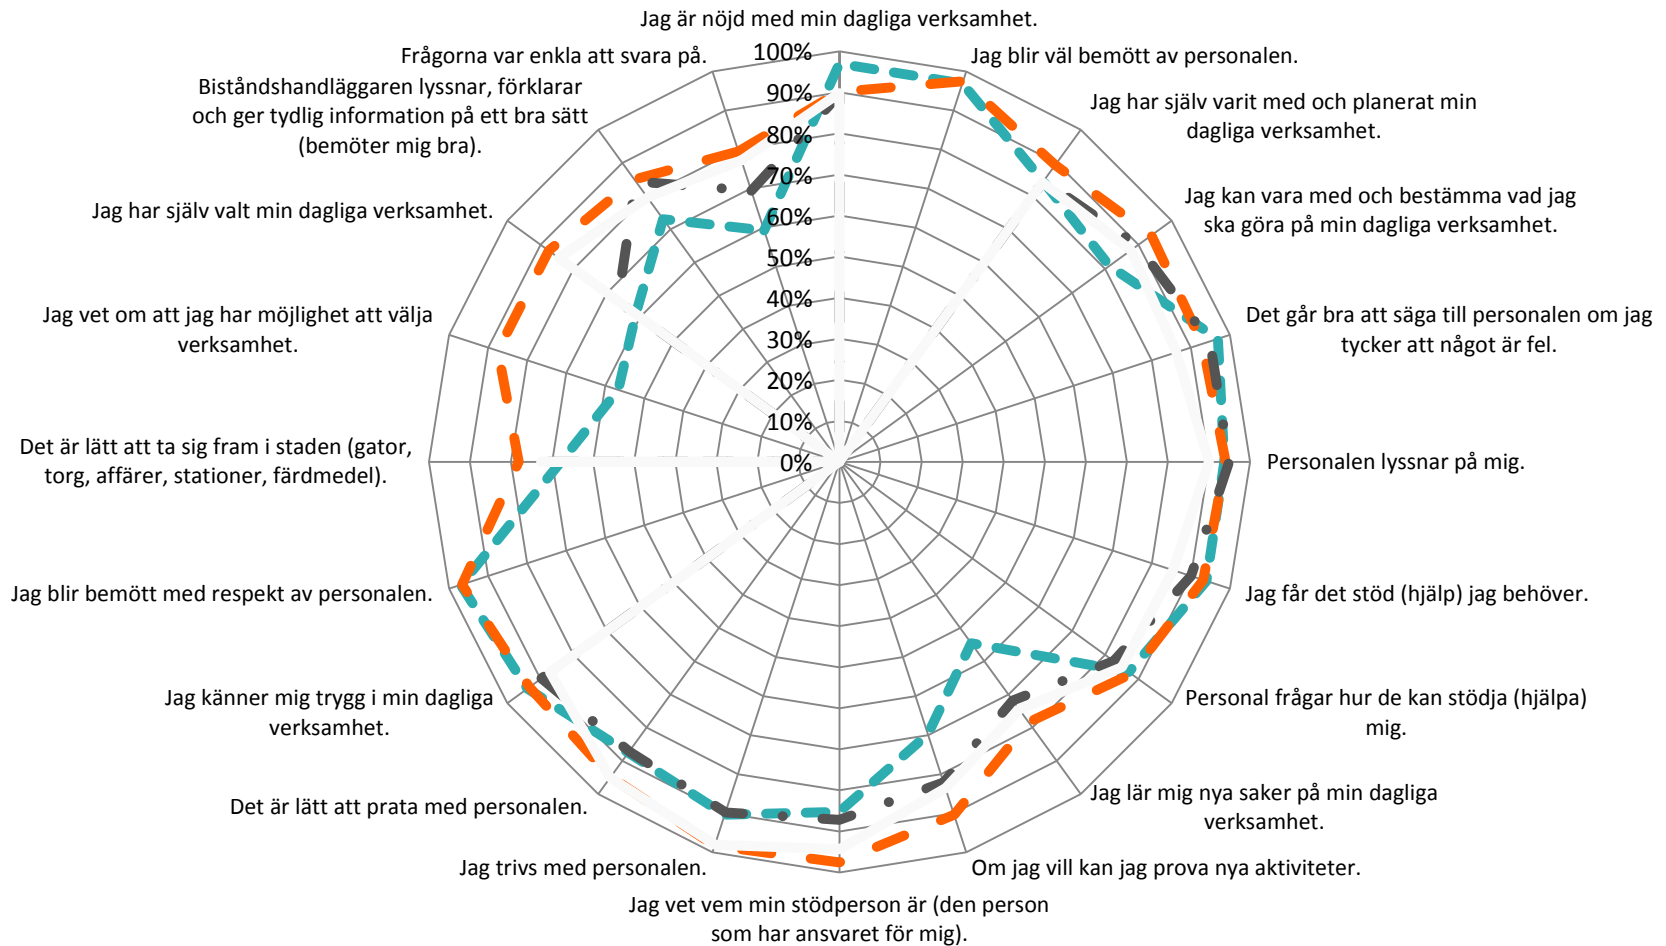 Jag är nöjd med min dagliga verksamhet.
Jag blir väl bemött av personalen.
Jag har själv varit med och planerat min
dagliga verksamhet.
Jag kan vara med och bestämma vad jag
ska göra på min dagliga verksamhet.
Det går bra att säga till personalen om jag
tycker att något är fel.
Personalen lyssnar på mig.
Jag får det stöd (hjälp) jag behöver.
Personal frågar hur de kan stödja (hjälpa)
mig.
Jag lär mig nya saker på min dagliga
verksamhet.
Om jag vill kan jag prova nya aktiviteter.
Jag vet vem min stödperson är (den person
som har ansvaret för mig).
Jag trivs med personalen.
Det är lätt att prata med personalen.
Jag känner mig trygg i min dagliga
verksamhet.
Jag blir bemött med respekt av personalen.
Det är lätt att ta sig fram i staden (gator,
torg, affärer, stationer, färdmedel).
Jag vet om att jag har möjlighet att välja
verksamhet.
Jag har själv valt min dagliga verksamhet.
Biståndshandläggaren lyssnar, förklarar
och ger tydlig information på ett bra sätt
(bemöter mig bra).
Frågorna var enkla att svara på.
100%
90%
80%
70%
60%
50%
40%
30%
20%
10%
0%